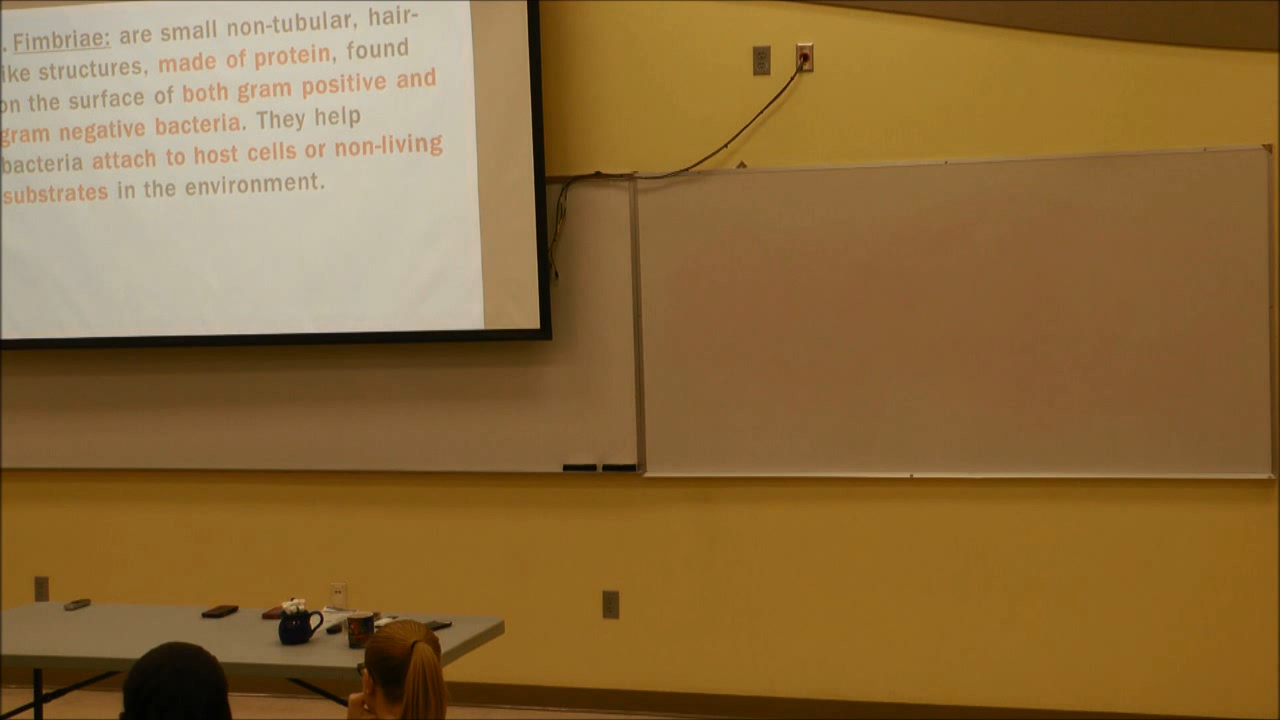 . Fimbriae: are small non-tubular, hair-
ike structures, made of protein, found
on the surface of both gram positive and
gram negative bacteria. They help
bacteria attach to host cells or non-living
substrates in the environment.